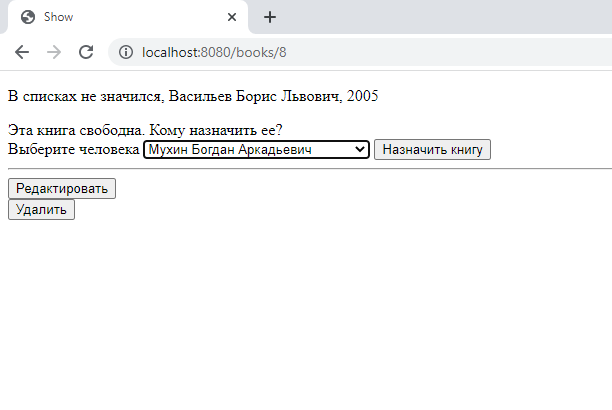 Show
localhost:8080/books/8
В списках не значился, Васильев Борис Львович, 2005
Эта книга свободна. Кому назначить ее?
Выберите человека Мухин Богдан Аркадьевич Назначить книгу
Редактировать
Удалить